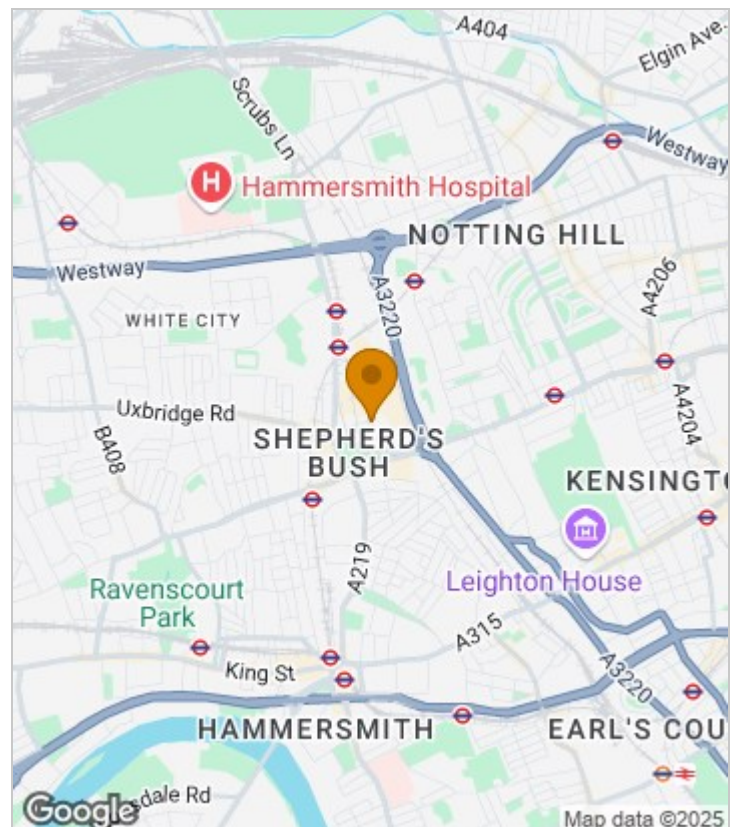 A404
Elgin Ave.
Scrubs Ln
Westway
H
Hammersmith Hospital
NOTTING HILL
Westway
A3220
A4206
WHITE CITY
Uxbridge Rd
B408
SHEPHERD'S
BUSH
A4204
KENSINGTO
A219
Leighton House
Ravenscourt
Park
A315
King St
A3220
HAMMERSMITH
EARL'S COU
sdale Rd
Google
Map data ©2025